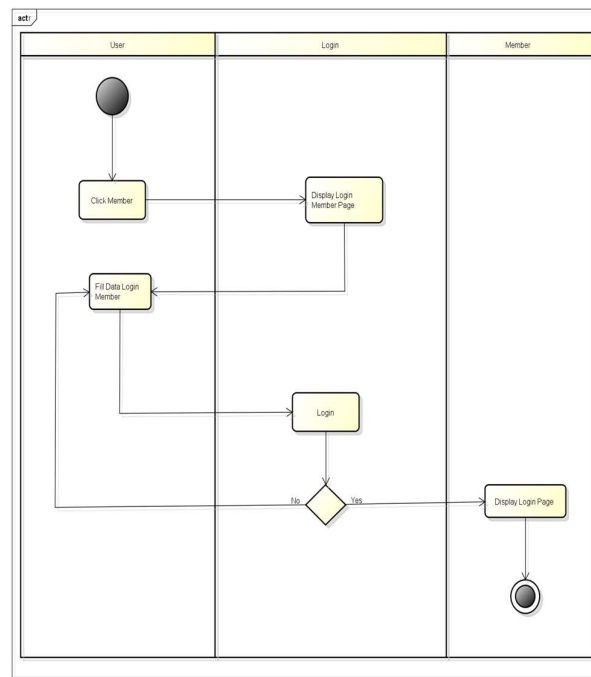 act r
User
Login
Member
Click Member
Display Login
Member Page
Fill Data Login
Member
Login
No
Yes
Display Login Page